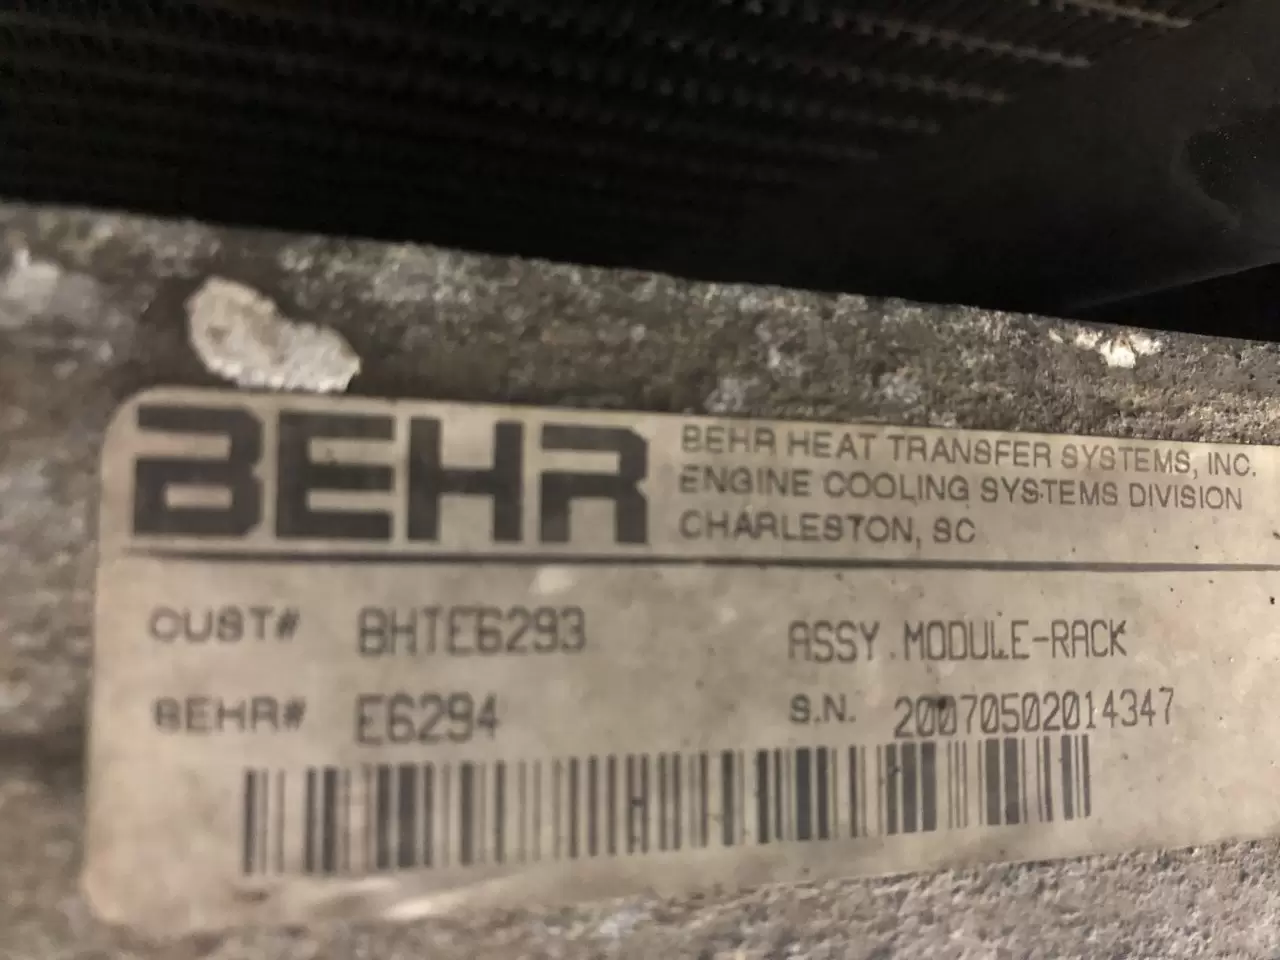 BEHR
BEHR HEAT TRANSFER SYSTEMS, INC.
ENGINE COOLING SYSTEMS DIVISION
CHARLESTON, SC
CUST# BHTE6293 ASSY.MODULE-RACK
BEHR# E6294 S.N. 20070502014347